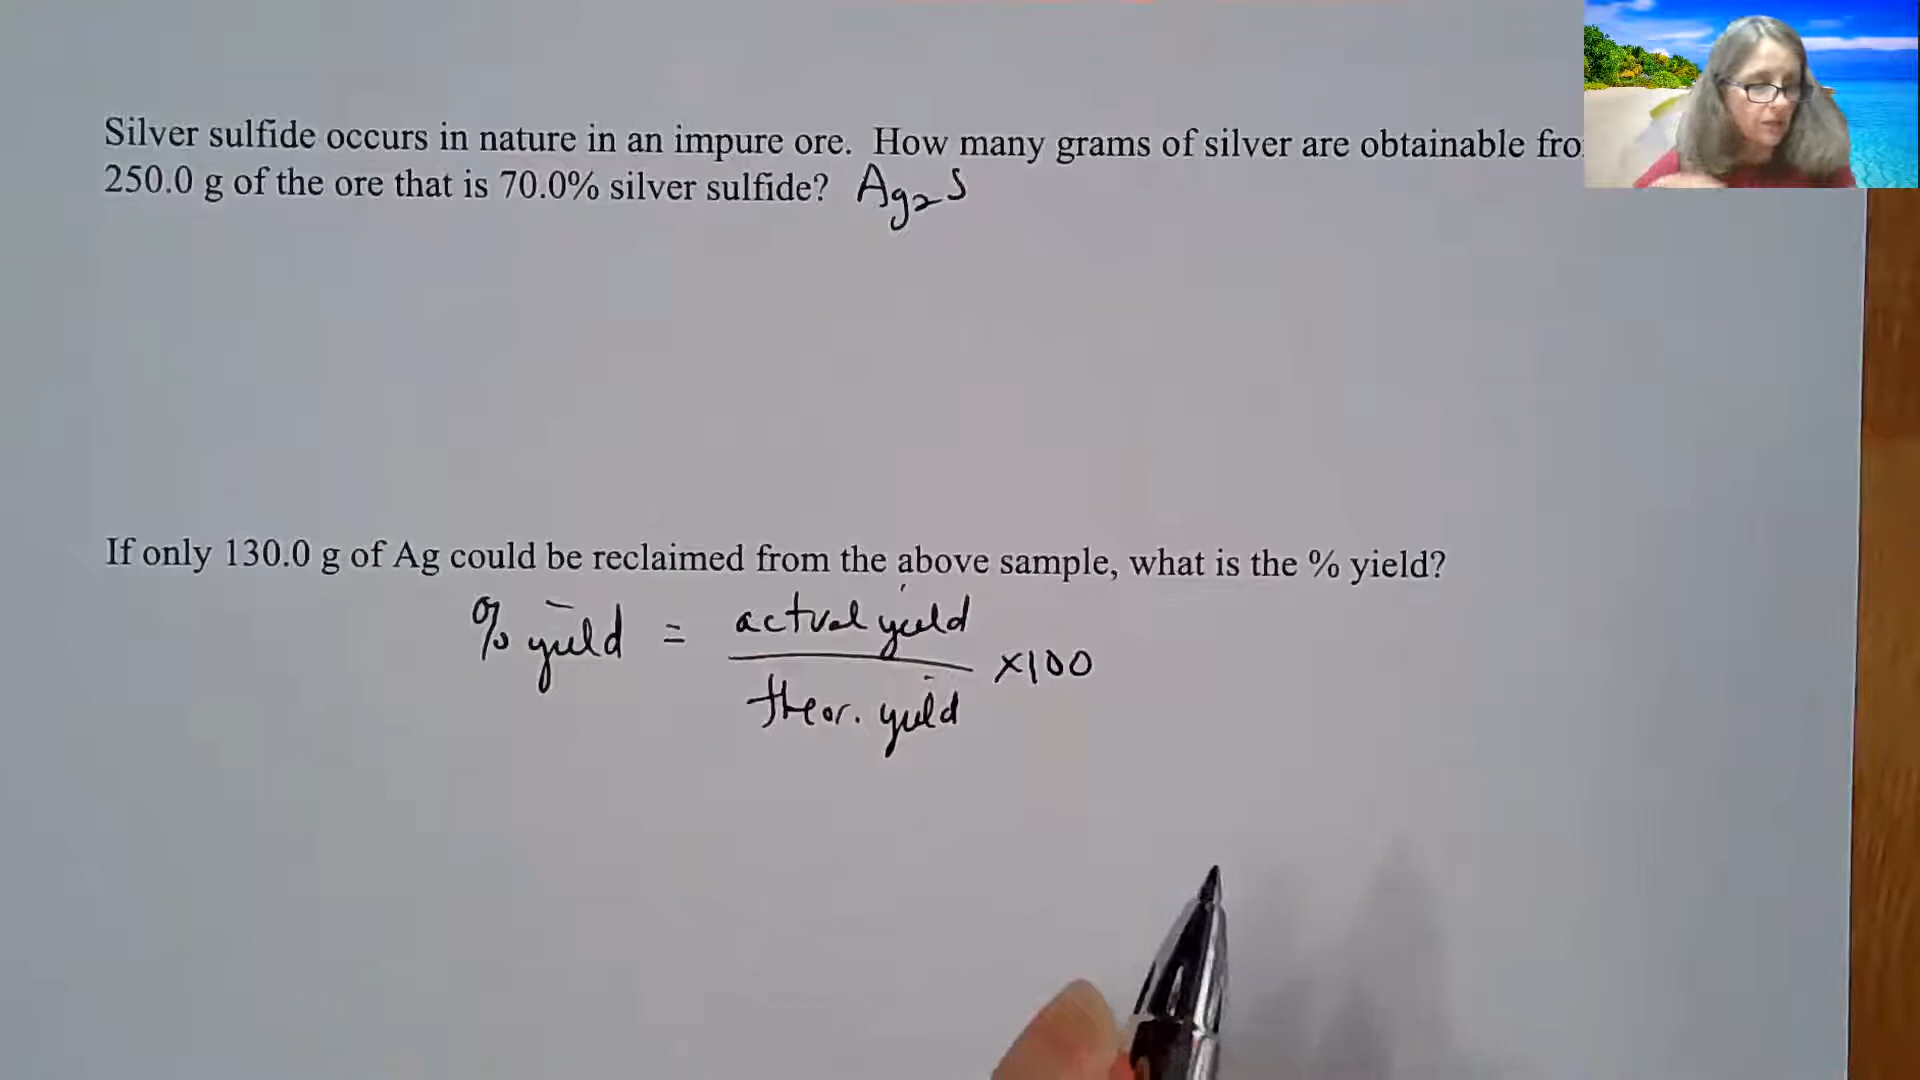 Silver sulfide occurs in nature in an impure ore. How many grams of silver are obtainable fro
250.0 g of the ore that is 70.0% silver sulfide? Ag₂S
If only 130.0 g of Ag could be reclaimed from the above sample, what is the % yield?
% yield = actual yield
theor. yield
×100